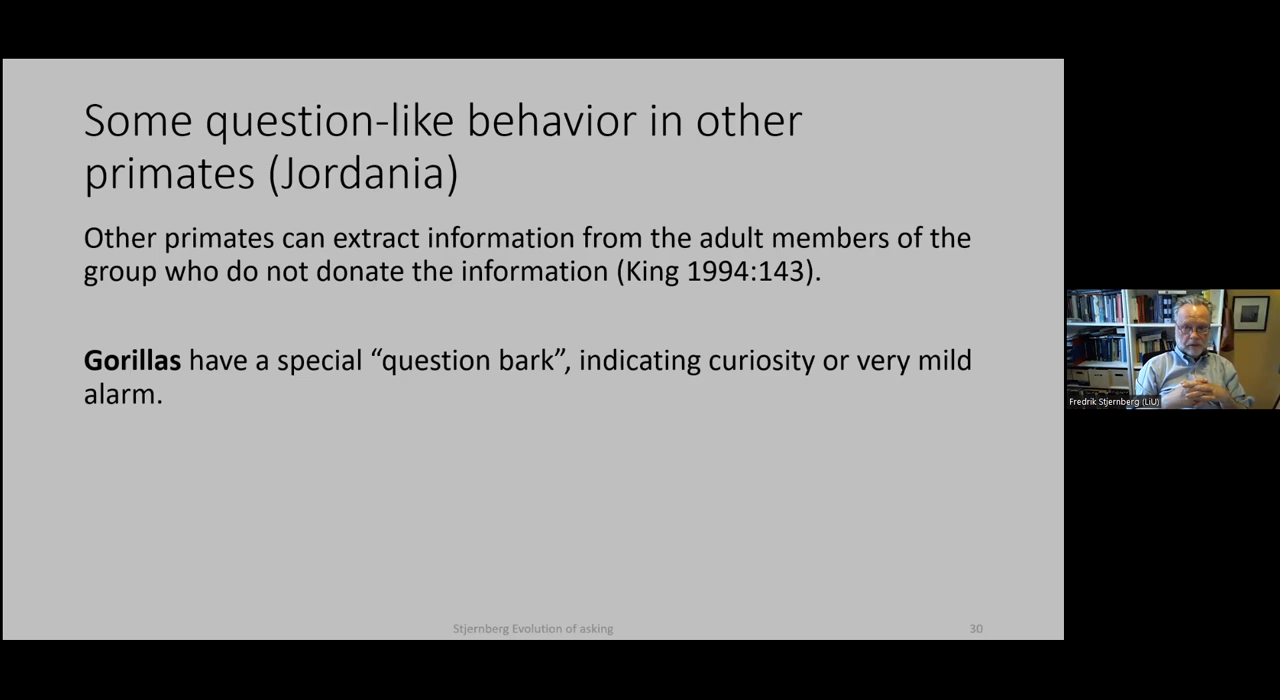 Some question-like behavior in other
primates (Jordania)
Other primates can extract information from the adult members of the
group who do not donate the information (King 1994:143).
Gorillas have a special “question bark”, indicating curiosity or very mild
alarm.
Stjernberg Evolution of asking
30
Fredrik Stjernberg (LiU)